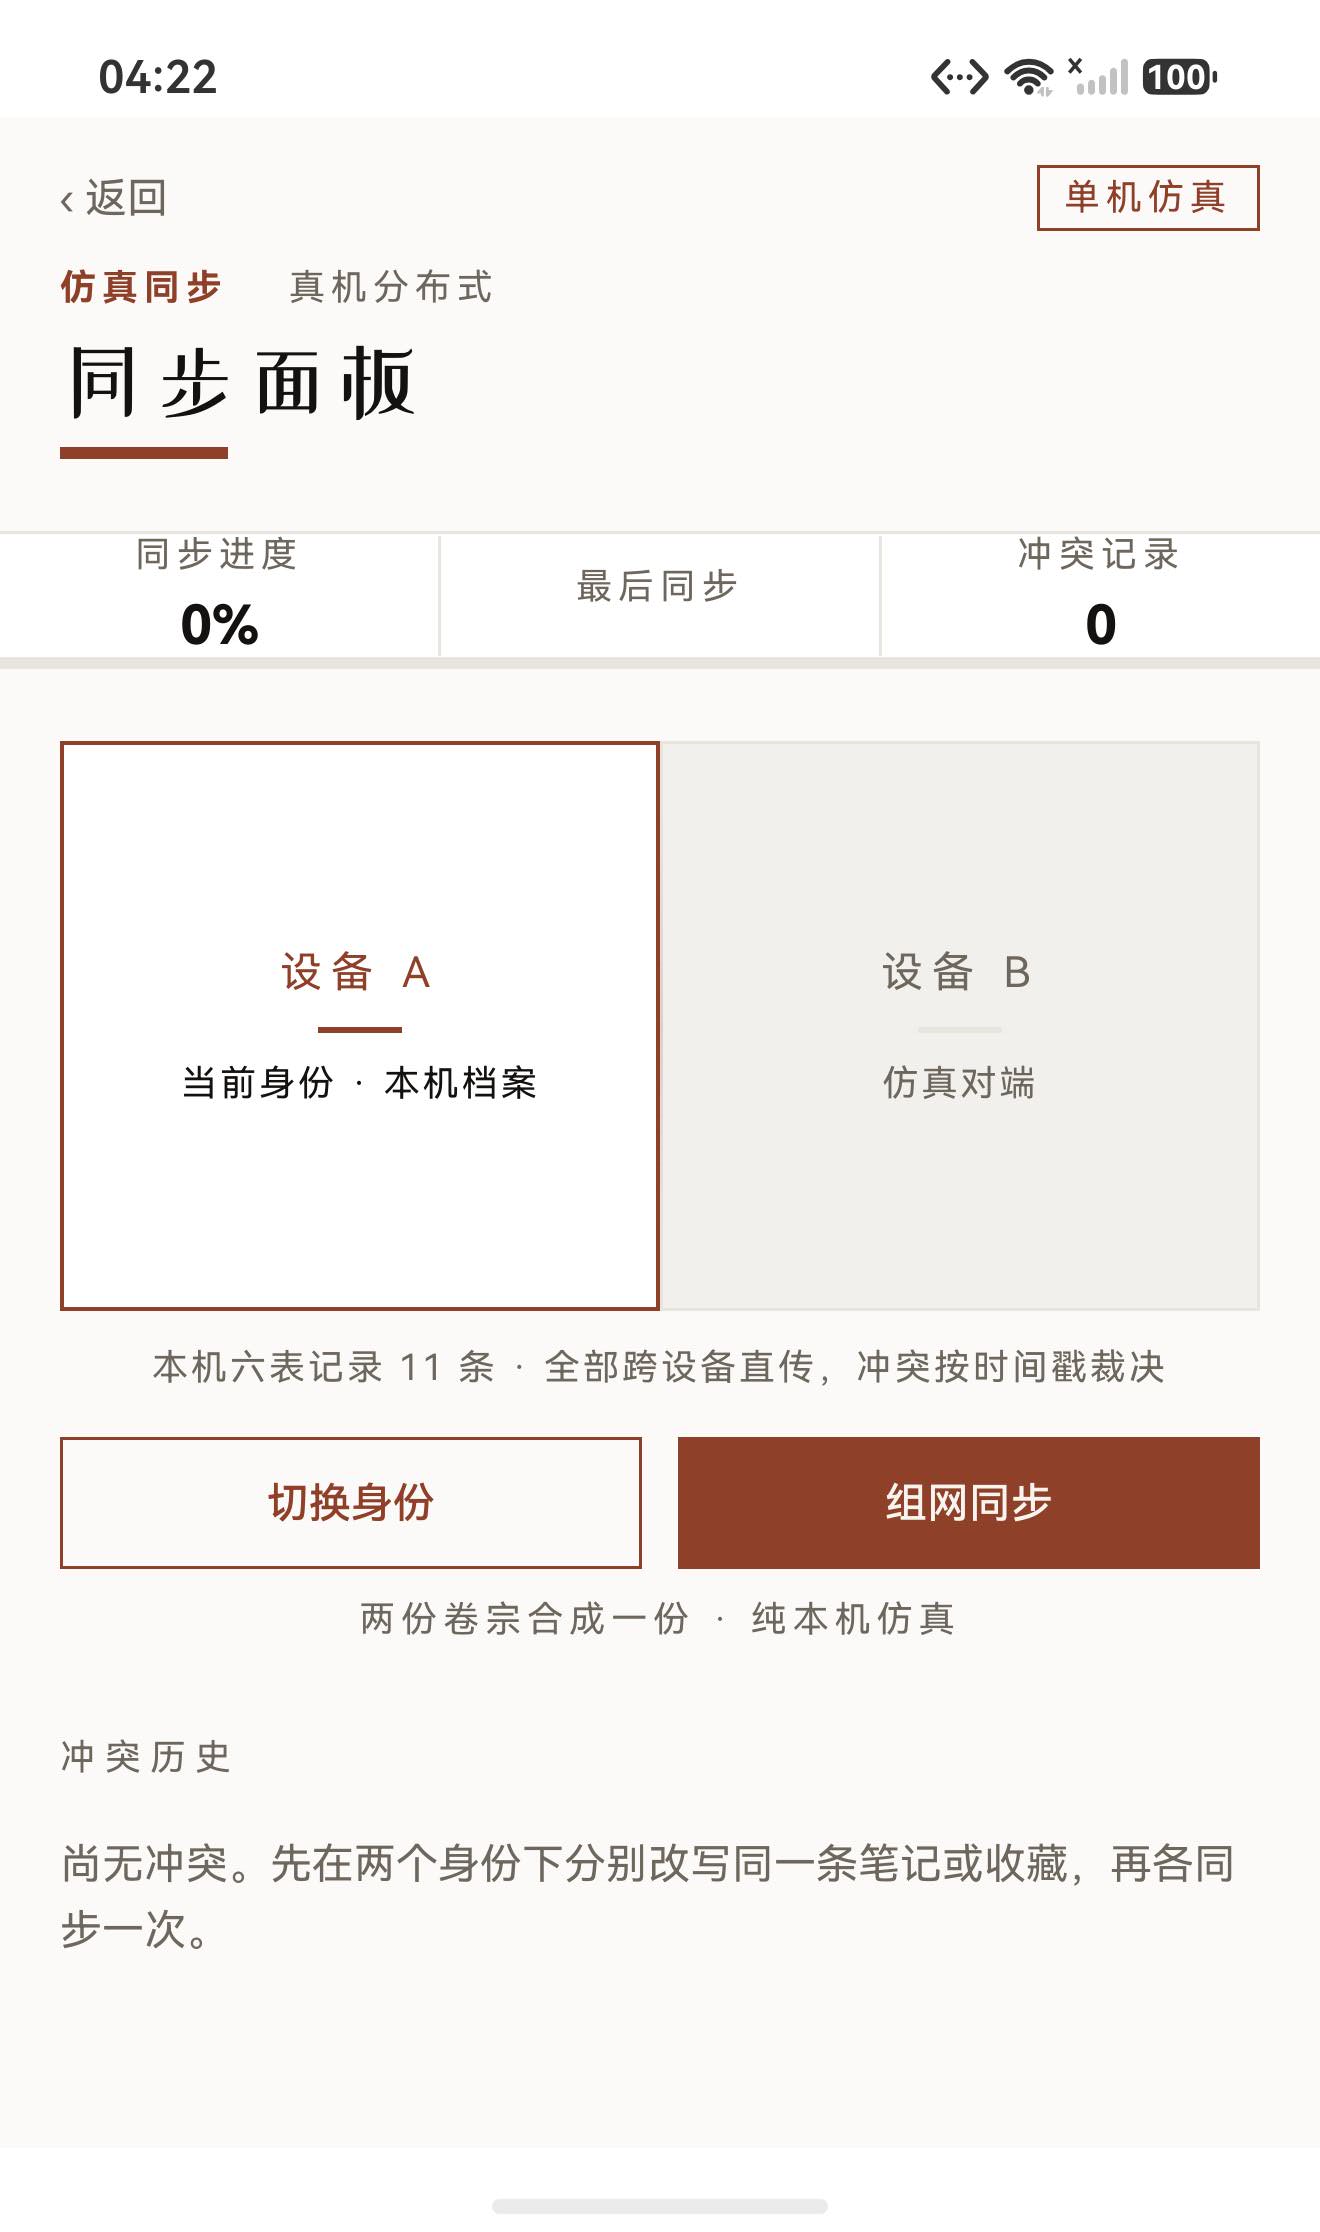 04:22
100
‹ 返回
单机仿真
仿真同步 真机分布式
同步面板
同步进度
0%
最后同步
冲突记录
0
设备 A
当前身份 · 本机档案
设备 B
仿真对端
本机六表记录 11 条 · 全部跨设备直传，冲突按时间戳裁决
切换身份
组网同步
两份卷宗合成一份 · 纯本机仿真
冲突历史
尚无冲突。先在两个身份下分别改写同一条笔记或收藏，再各同
步一次。